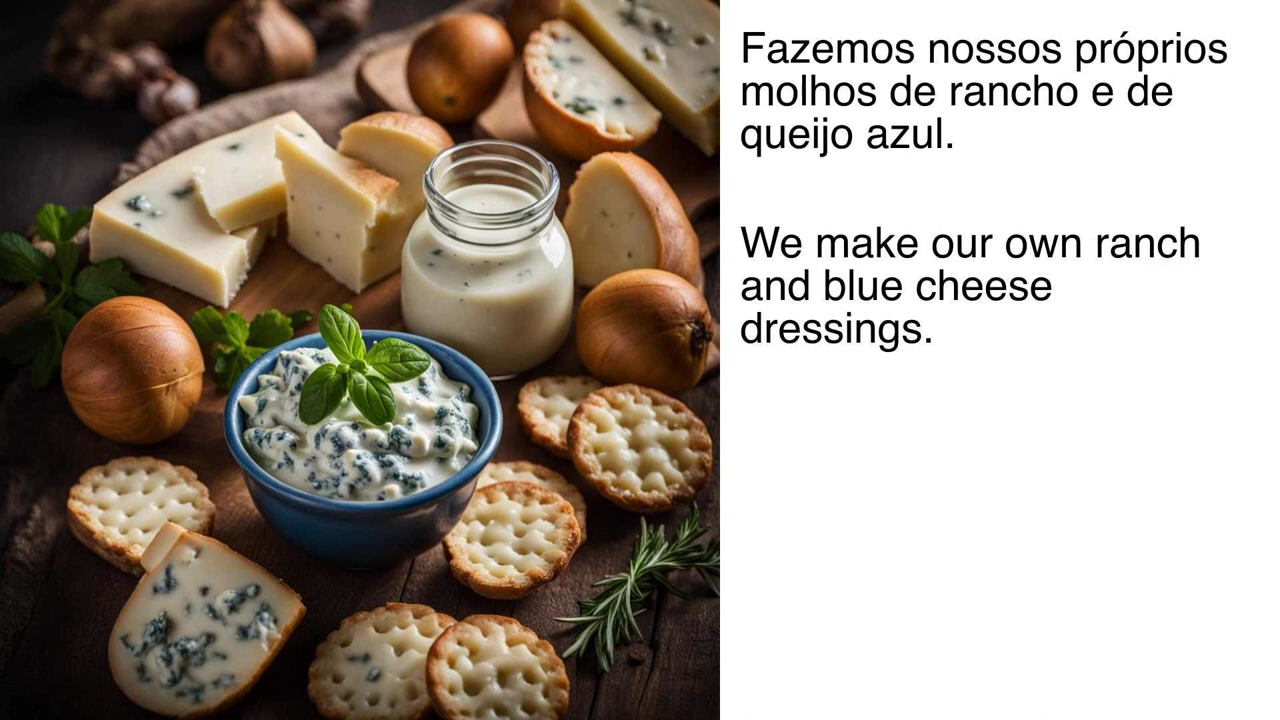 Fazemos nossos próprios
molhos de rancho e de
queijo azul.
We make our own ranch
and blue cheese
dressings.